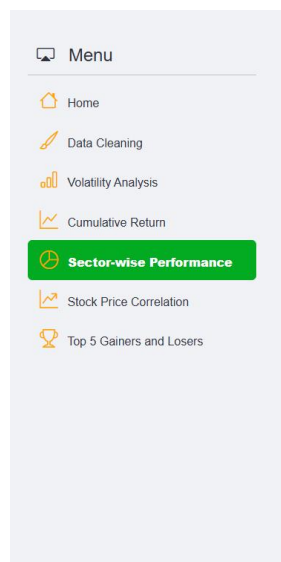 Menu
Home
Data Cleaning
Volatility Analysis
Cumulative Return
Sector-wise Performance
Stock Price Correlation
Top 5 Gainers and Losers